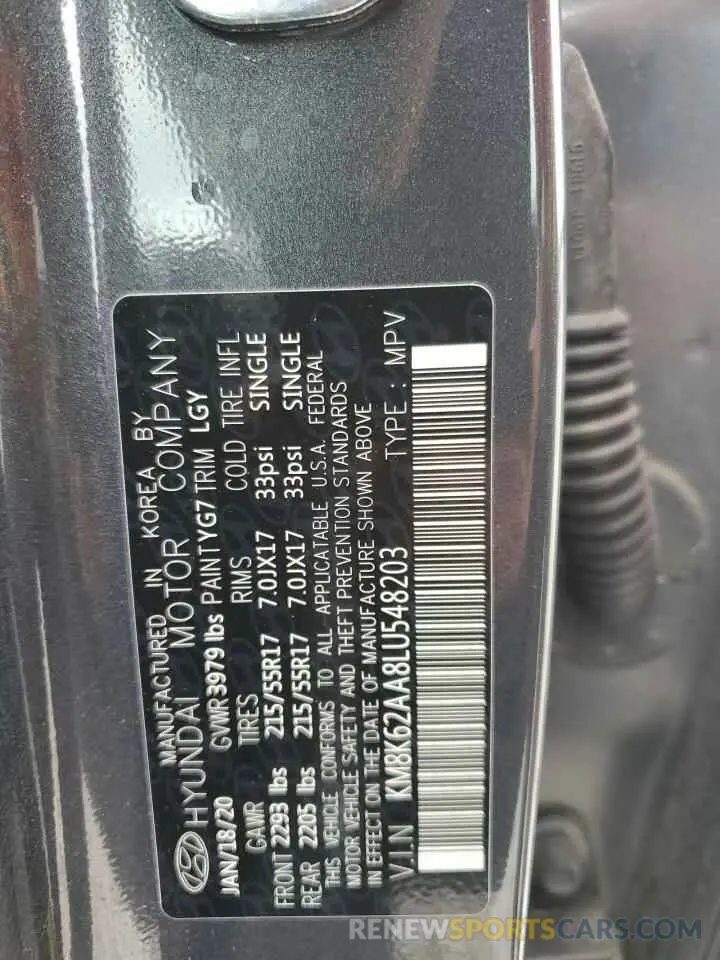 MANUFACTURED IN KOREA BY
HYUNDAI MOTOR COMPANY
JAN/18/20 GVWR 3979 lbs PAINT YG7 TRIM LGY
GAWR TIRES RIMS COLD TIRE INFL
FRONT 2293 lbs 215/55R17 7.0JX17 33psi SINGLE
REAR 2205 lbs 215/55R17 7.0JX17 33psi SINGLE
THIS VEHICLE CONFORMS TO ALL APPLICATABLE U.S.A. FEDERAL
MOTOR VEHICLE SAFETY AND THEFT PREVENTION STANDARDS
IN EFFECT ON THE DATE OF MANUFACTURE SHOWN ABOVE
V.I.N KM8K62AA8LU548203 TYPE : MPV
RENEWSPORTSCARS.COM